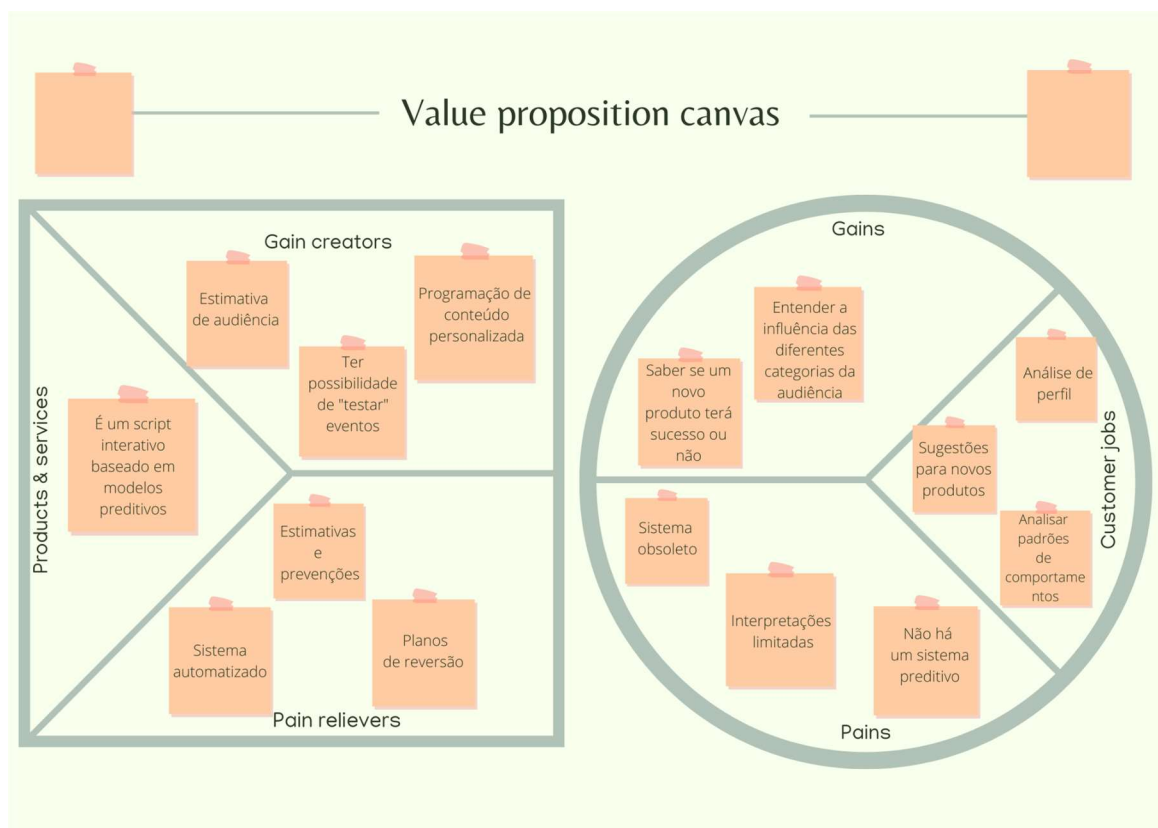 Value proposition canvas
Gain creators
Estimativa
de audiência
Programação de
conteúdo
personalizada
Ter
possibilidade
de "testar"
eventos
Products & services
É um script
interativo
baseado em
modelos
preditivos
Estimativas
e
prevenções
Sistema
automatizado
Planos
de reversão
Pain relievers
Gains
Entender a
influência das
diferentes
categorias da
audiência
Saber se um
novo
produto terá
sucesso ou
não
Análise de
perfil
Sugestões
para novos
produtos
Analisar
padrões
de
comportame
ntos
Customer jobs
Sistema
obsoleto
Interpretações
limitadas
Não há
um sistema
preditivo
Pains